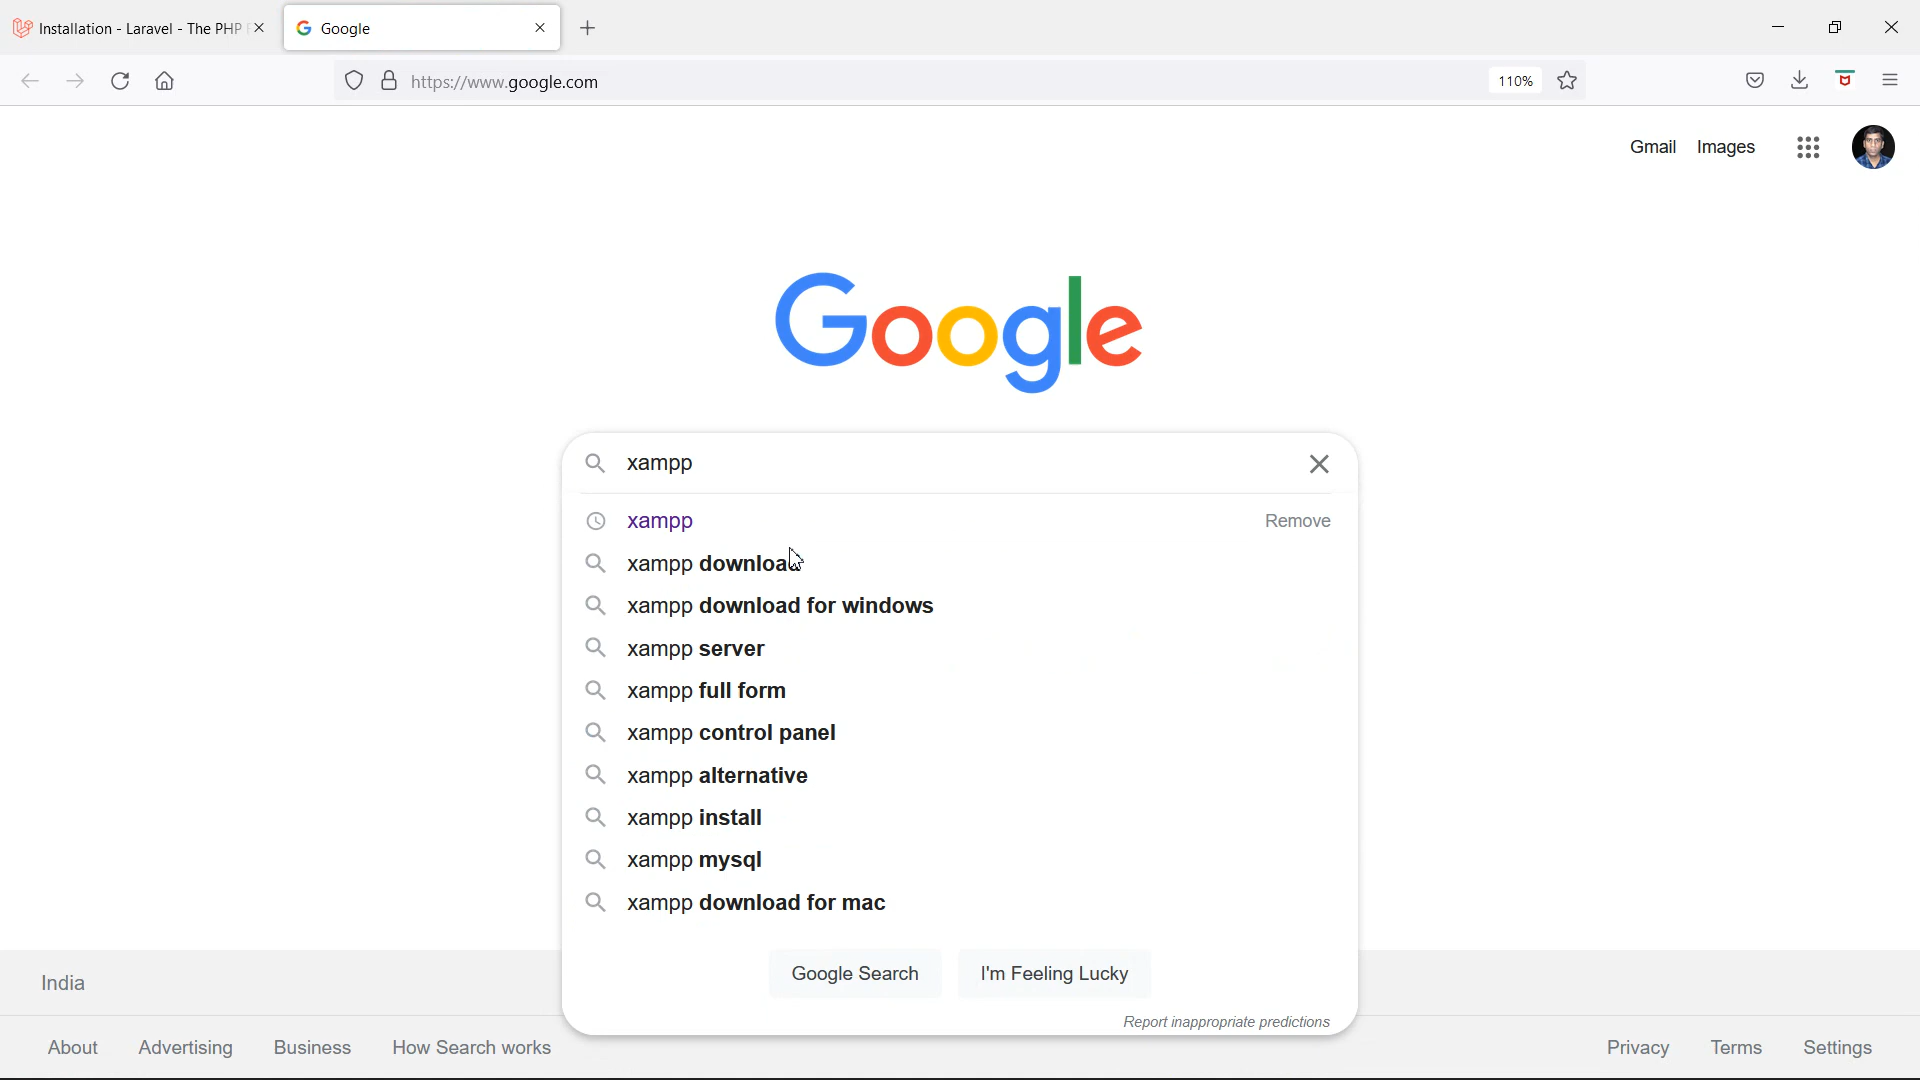 Installation - Laravel - The PHP
Google
https://www.google.com
110%
Gmail Images
Google
xampp
xampp Remove
xampp download
xampp download for windows
xampp server
xampp full form
xampp control panel
xampp alternative
xampp install
xampp mysql
xampp download for mac
Google Search I'm Feeling Lucky
Report inappropriate predictions
India
About Advertising Business How Search works Privacy Terms Settings